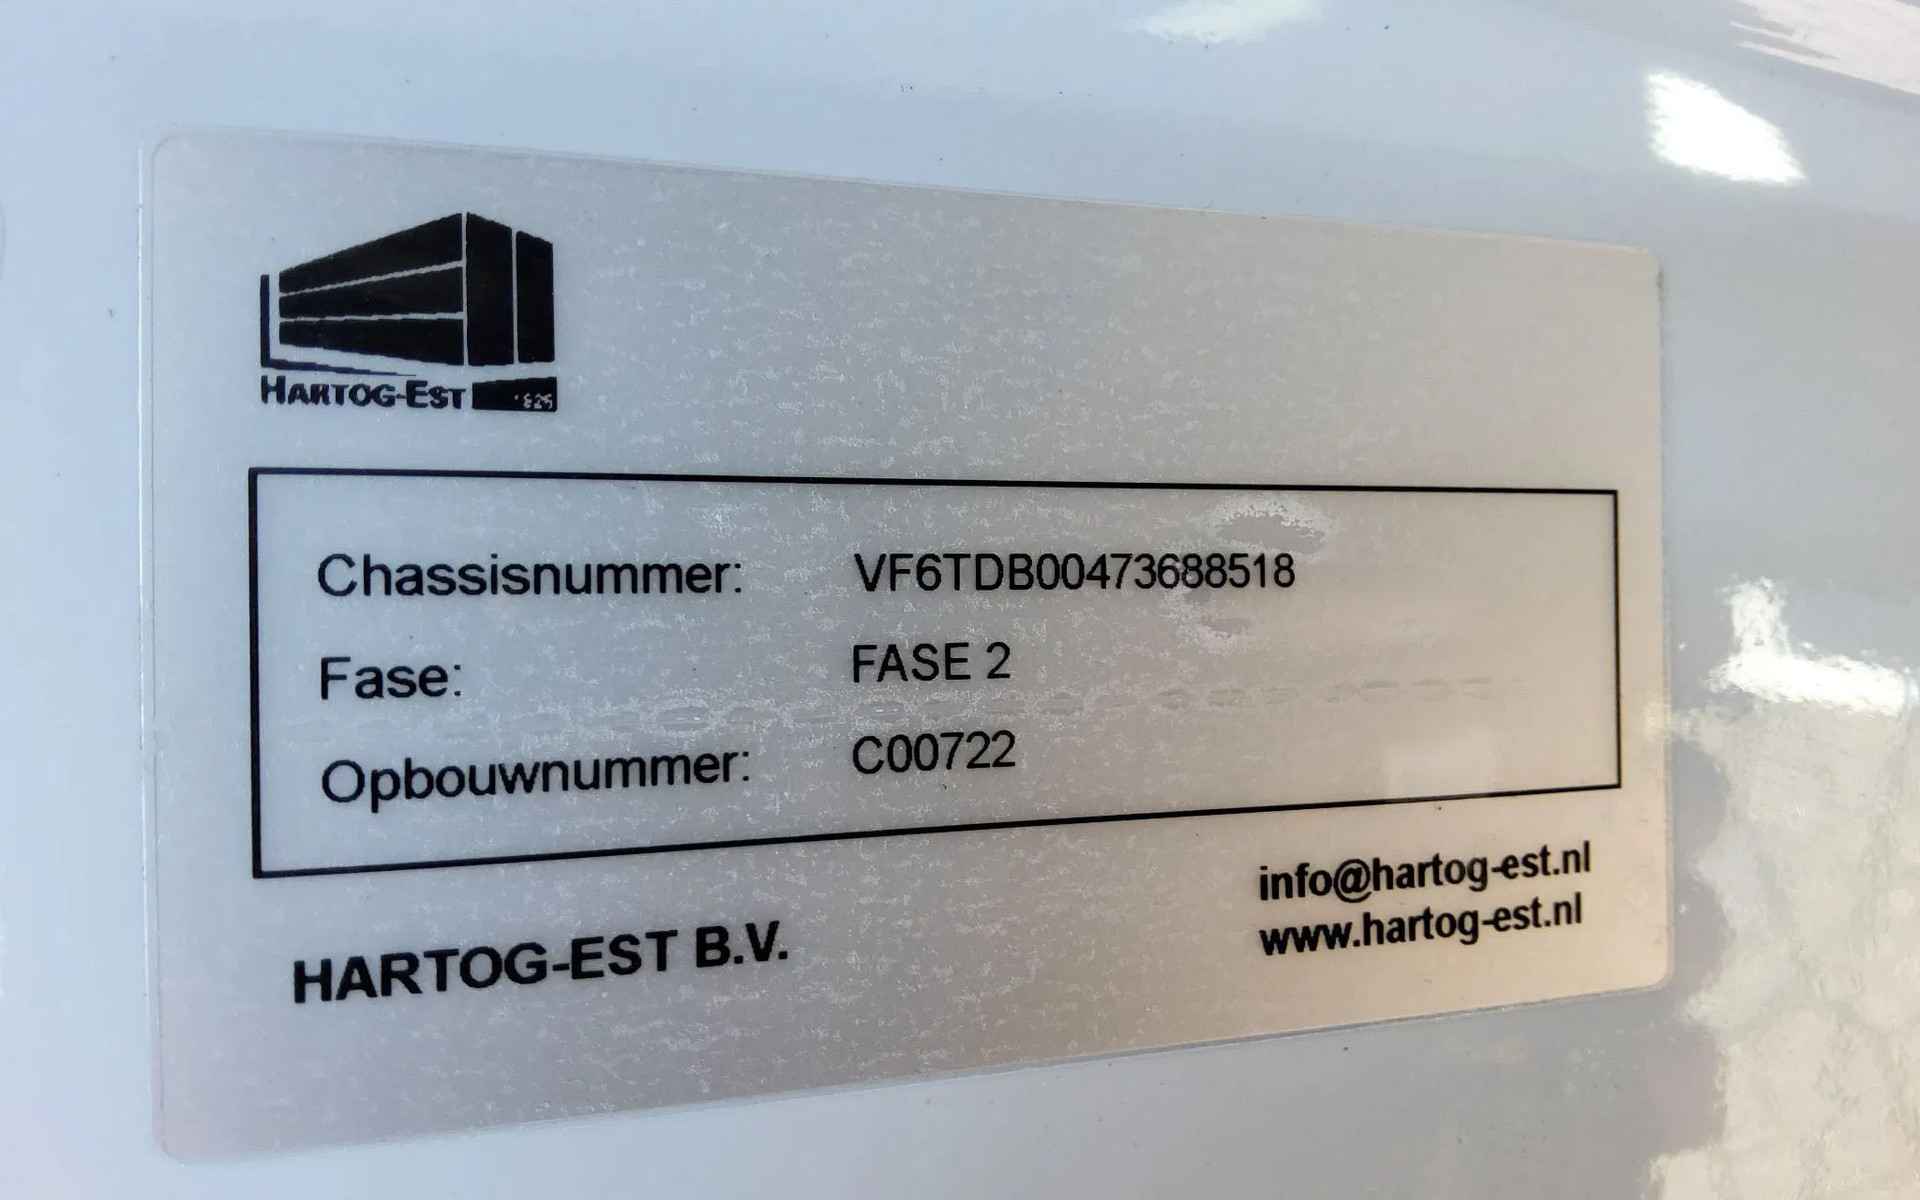 HARTOG-EST
Chassisnummer: VF6TDB00473688518
Fase: FASE 2
Opbouwnummer: C00722
HARTOG-EST B.V.
info@hartog-est.nl
www.hartog-est.nl